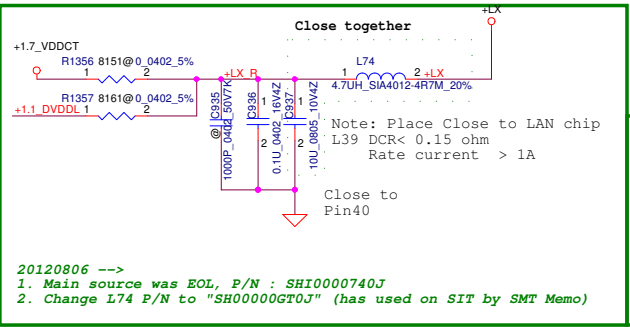 +LX
Close together
+1.7_VDDCT
R1356 8151@0_0402_5%
1 2
+LX_R
L74
1 2 +LX
4.7UH_SIA4012-4R7M_20%
R1357 8161@0_0402_5%
+1.1_DVDDL 1 2
C935
@
1000P_0402_50V7K
C936
1
2
0.1U_0402_16V4Z
C937
1
2
10U_0805_10V4Z
Note: Place Close to LAN chip
L39 DCR< 0.15 ohm
Rate current > 1A
Close to
Pin40
20120806 -->
1. Main source was EOL, P/N : SHI0000740J
2. Change L74 P/N to "SH00000GT0J" (has used on SIT by SMT Memo)